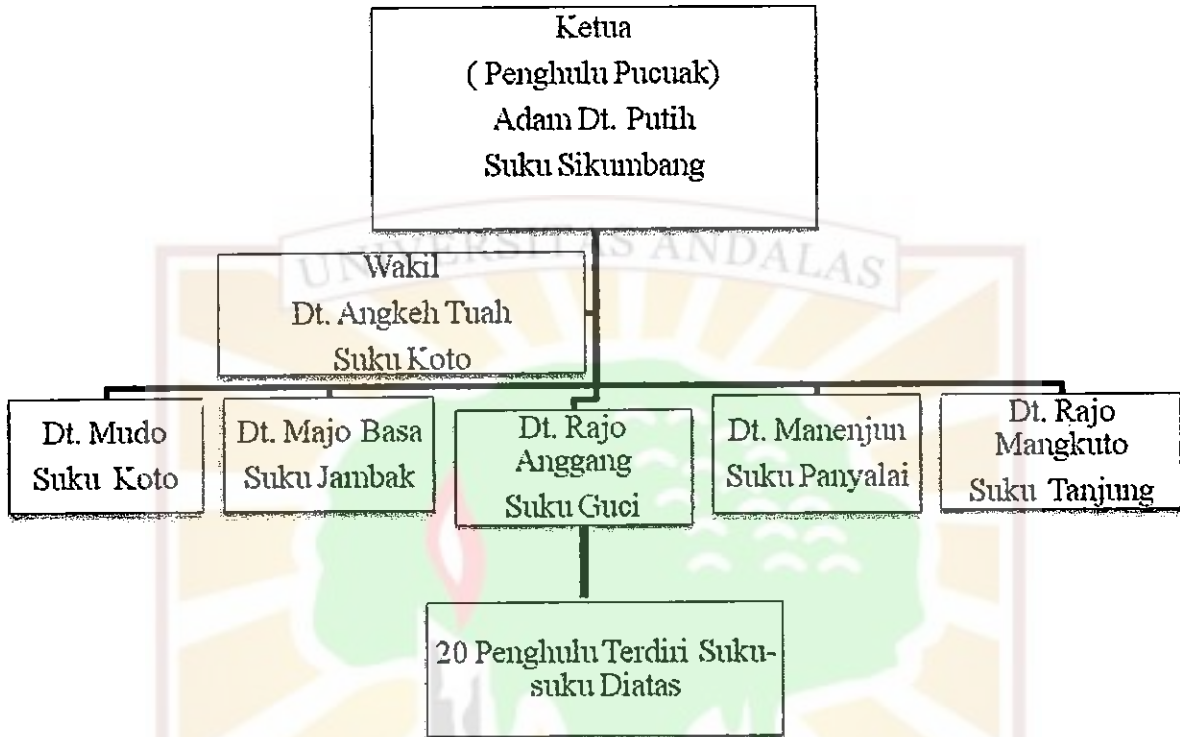 Ketua
( Penghulu Pucuak)
Adam Dt. Putih
Suku Sikumbang
UNIVERSITAS ANDALAS
Wakil
Dt. Angkeh Tuah
Suku Koto
Dt. Mudo
Suku Koto
Dt. Majo Basa
Suku Jambak
Dt. Rajo
Anggang
Suku Guci
Dt. Manenjun
Suku Panyalai
Dt. Rajo
Mangkuto
Suku Tanjung
20 Penghulu Terdiri Suku-
suku Diatas